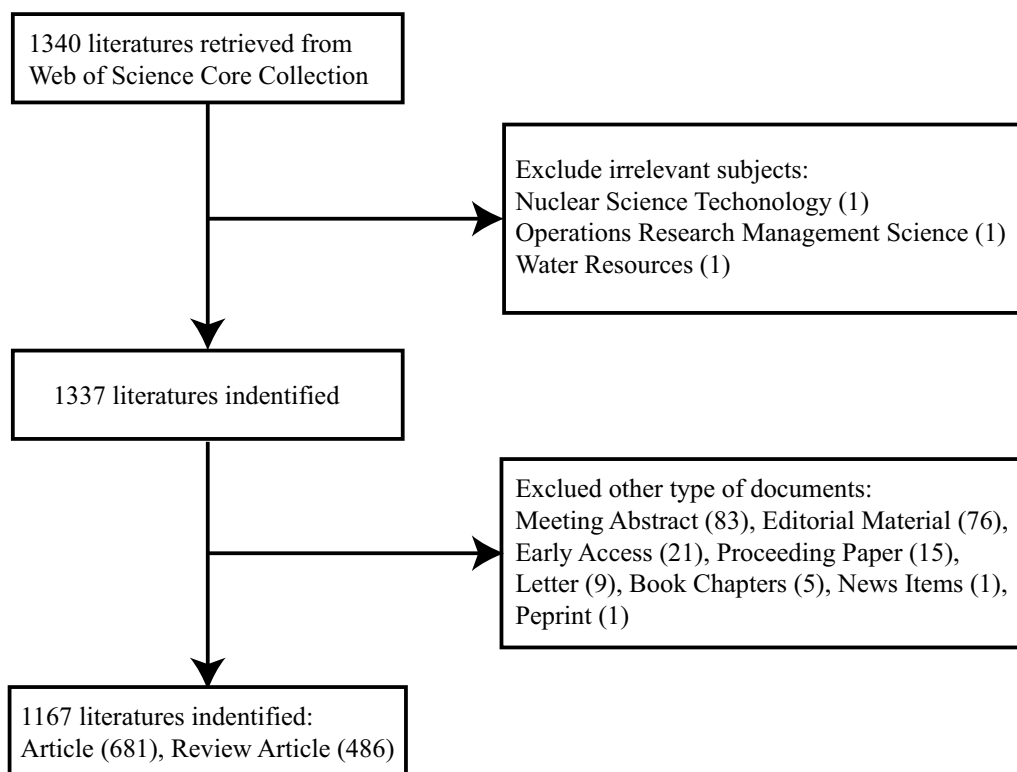 1340 literatures retrieved from
Web of Science Core Collection
Exclude irrelevant subjects:
Nuclear Science Techonology (1)
Operations Research Management Science (1)
Water Resources (1)
1337 literatures indentified
Exclued other type of documents:
Meeting Abstract (83), Editorial Material (76),
Early Access (21), Proceeding Paper (15),
Letter (9), Book Chapters (5), News Items (1),
Peprint (1)
1167 literatures indentified:
Article (681), Review Article (486)